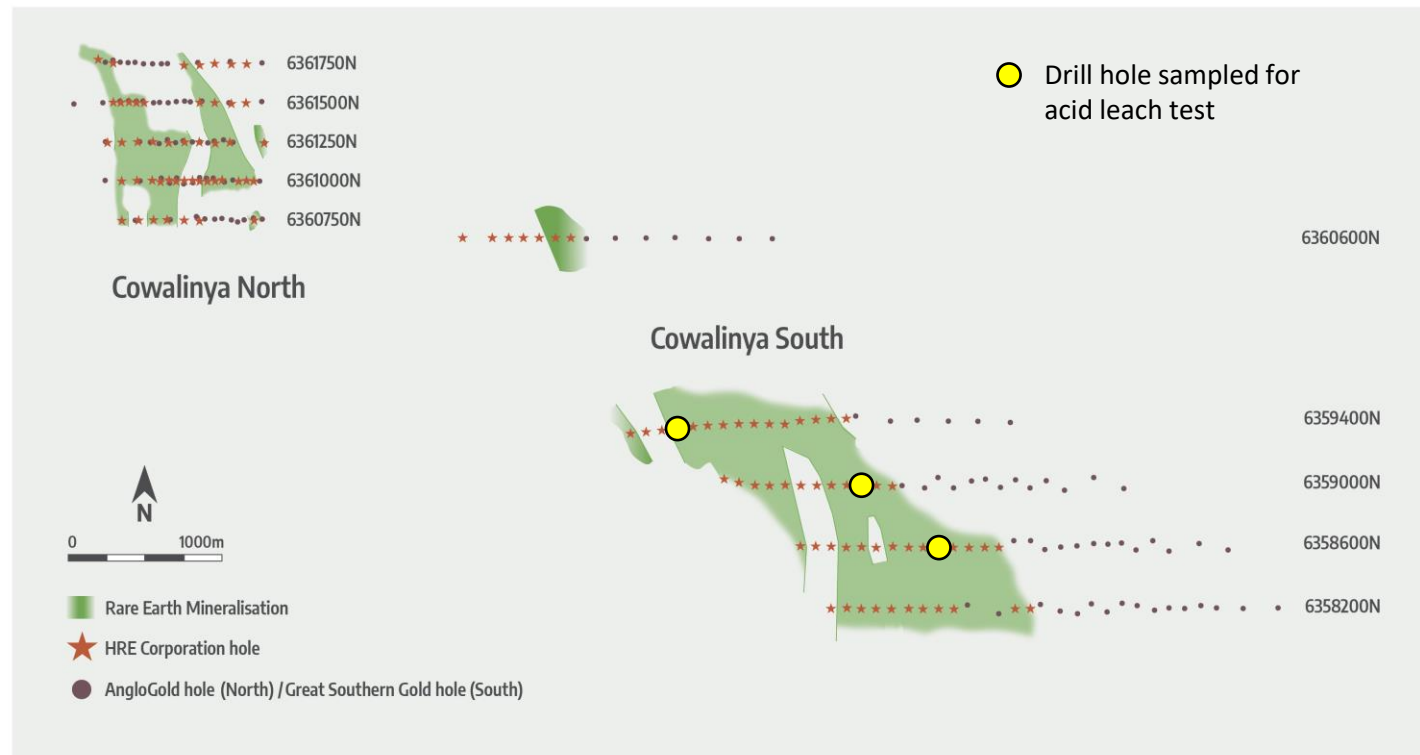 6361750N
6361500N
6361250N
6361000N
6360750N
Cowalinya North
Drill hole sampled for
acid leach test
6360600N
Cowalinya South
6359400N
6359000N
6358600N
6358200N
N
0 1000m
Rare Earth Mineralisation
HRE Corporation hole
AngloGold hole (North) / Great Southern Gold hole (South)